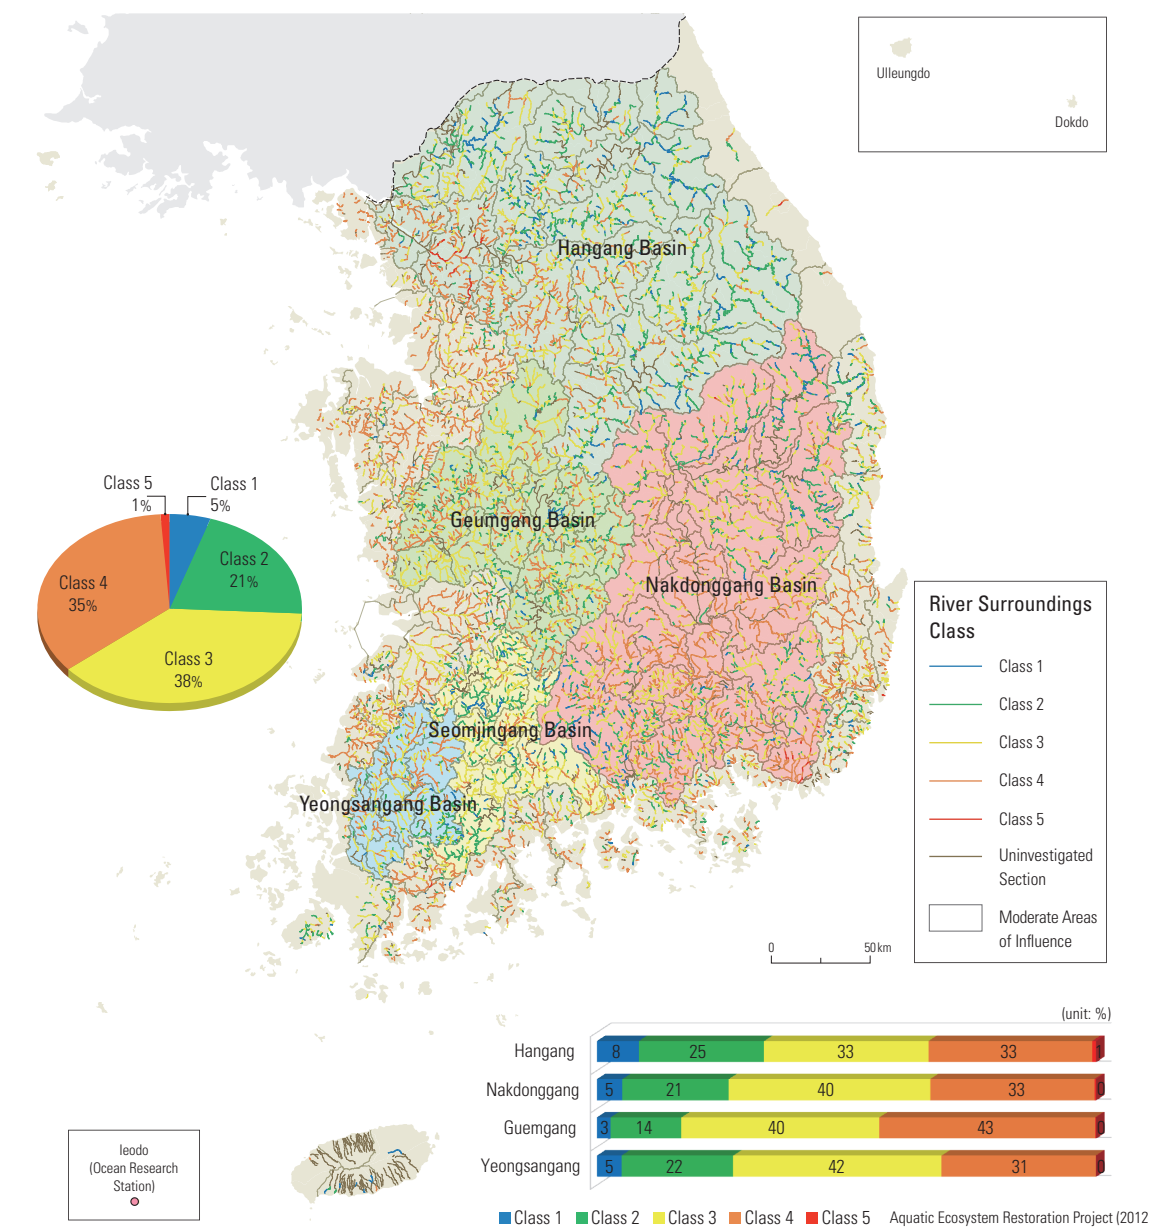 Ulleungdo
Dokdo
Hangang Basin
Class 5
1%
Class 1
5%
Class 2
21%
Class 4
35%
Class 3
38%
Geumgang Basin
Nakdonggang Basin
Seomjingang Basin
Yeongsangang Basin
River Surroundings
Class
Class 1
Class 2
Class 3
Class 4
Class 5
Uninvestigated
Section
Moderate Areas
of Influence
0 50 km
(unit: %)
Hangang 8 25 33 33 1
Nakdonggang 5 21 40 33 0
Guemgang 3 14 40 43 0
Yeongsangang 5 22 42 31 0
Ieodo
(Ocean Research
Station)
Class 1 Class 2 Class 3 Class 4 Class 5 Aquatic Ecosystem Restoration Project (2012